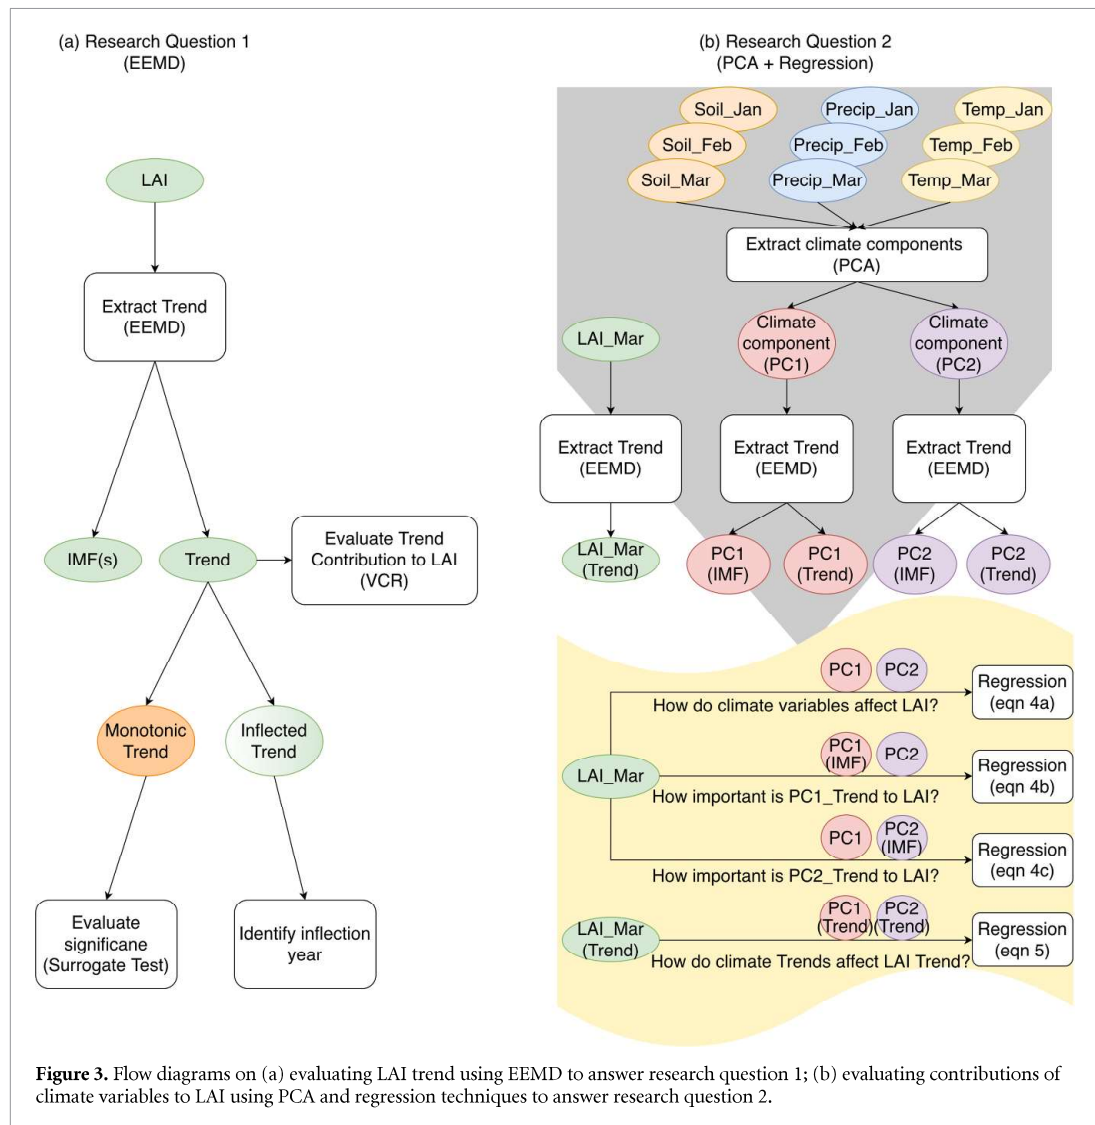 (a) Research Question 1
(EEMD)
LAI
Extract Trend
(EEMD)
IMF(s)
Trend
Evaluate Trend
Contribution to LAI
(VCR)
Monotonic
Trend
Inflected
Trend
Evaluate
significane
(Surrogate Test)
Identify inflection
year
(b) Research Question 2
(PCA + Regression)
Soil_Jan
Precip_Jan
Temp_Jan
Soil_Feb
Precip_Feb
Temp_Feb
Soil_Mar
Precip_Mar
Temp_Mar
Extract climate components
(PCA)
LAI_Mar
Climate
component
(PC1)
Climate
component
(PC2)
Extract Trend
(EEMD)
Extract Trend
(EEMD)
Extract Trend
(EEMD)
LAI_Mar
(Trend)
PC1
(IMF)
PC1
(Trend)
PC2
(IMF)
PC2
(Trend)
PC1
PC2
How do climate variables affect LAI?
Regression
(eqn 4a)
LAI_Mar
PC1
(IMF)
PC2
How important is PC1_Trend to LAI?
Regression
(eqn 4b)
PC1
PC2
(IMF)
How important is PC2_Trend to LAI?
Regression
(eqn 4c)
LAI_Mar
(Trend)
PC1
(Trend)
PC2
(Trend)
How do climate Trends affect LAI Trend?
Regression
(eqn 5)
Figure 3. Flow diagrams on (a) evaluating LAI trend using EEMD to answer research question 1; (b) evaluating contributions of
climate variables to LAI using PCA and regression techniques to answer research question 2.